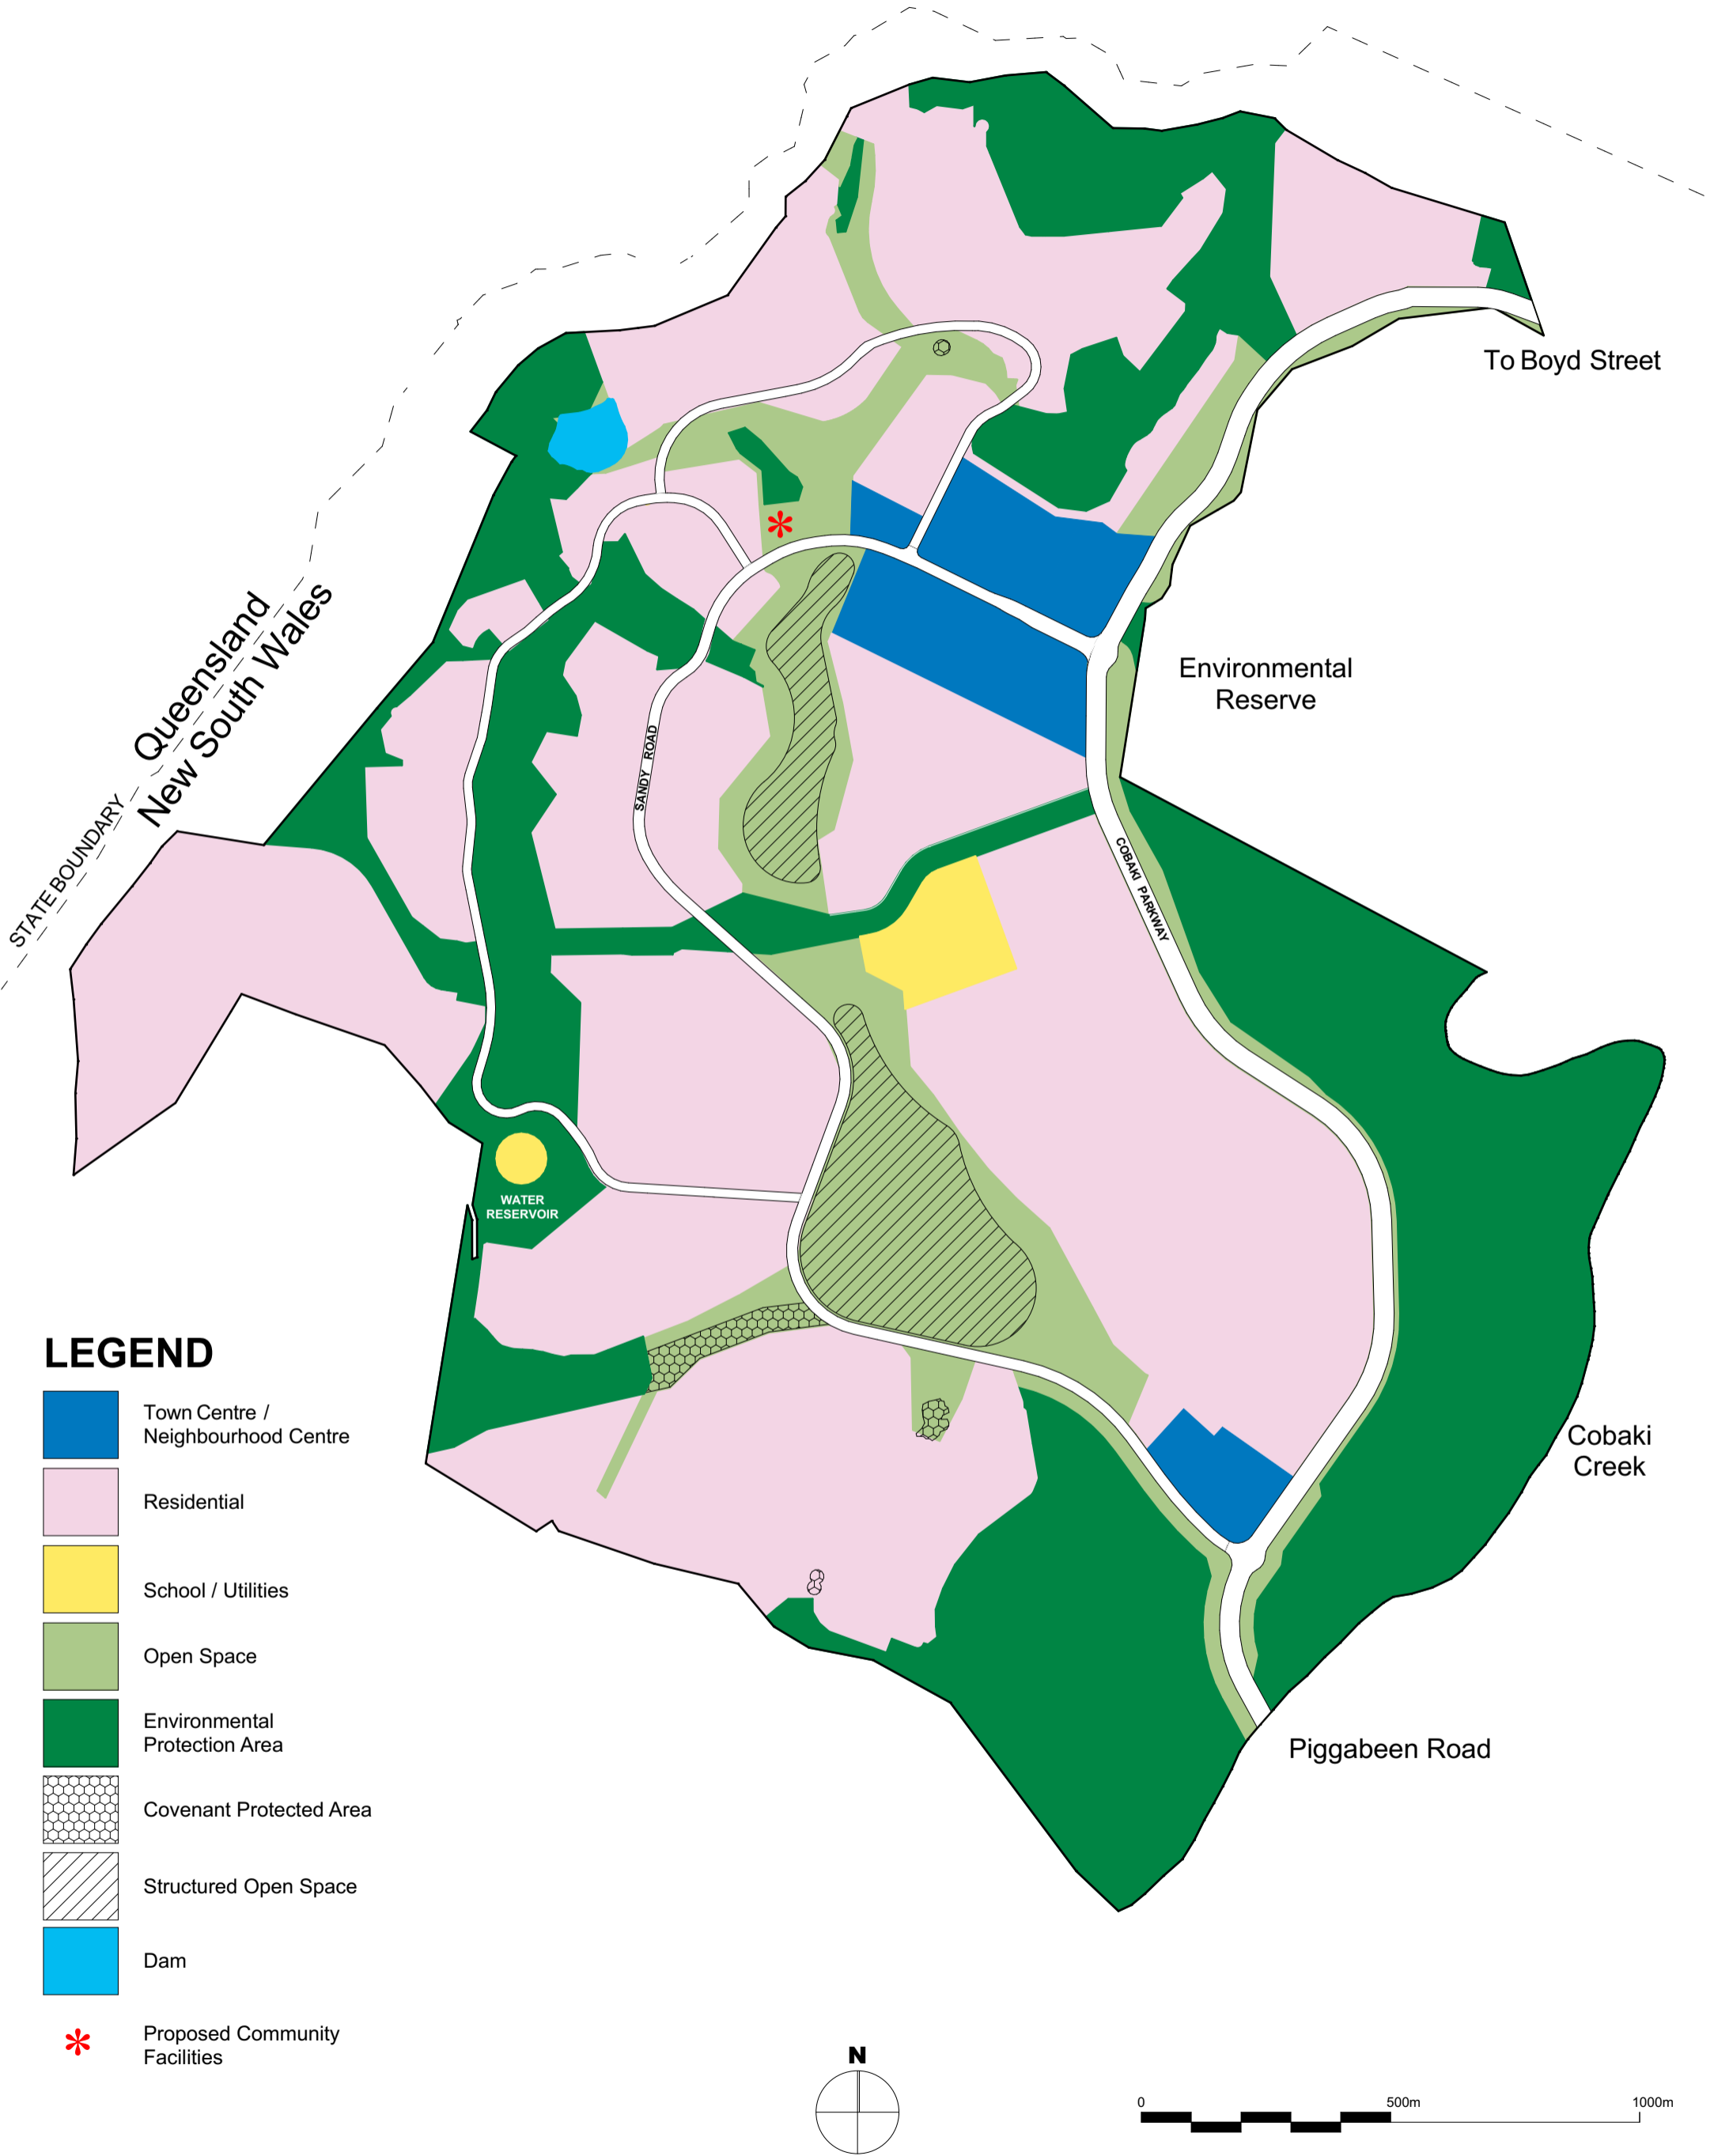 To Boyd Street
Queensland
New South Wales
STATE BOUNDARY
Environmental
Reserve
SANDY ROAD
COBAKI PARKWAY
WATER
RESERVOIR
Cobaki
Creek
Piggabeen Road
LEGEND
Town Centre /
Neighbourhood Centre
Residential
School / Utilities
Open Space
Environmental
Protection Area
Covenant Protected Area
Structured Open Space
Dam
Proposed Community
Facilities
N
0 500m 1000m